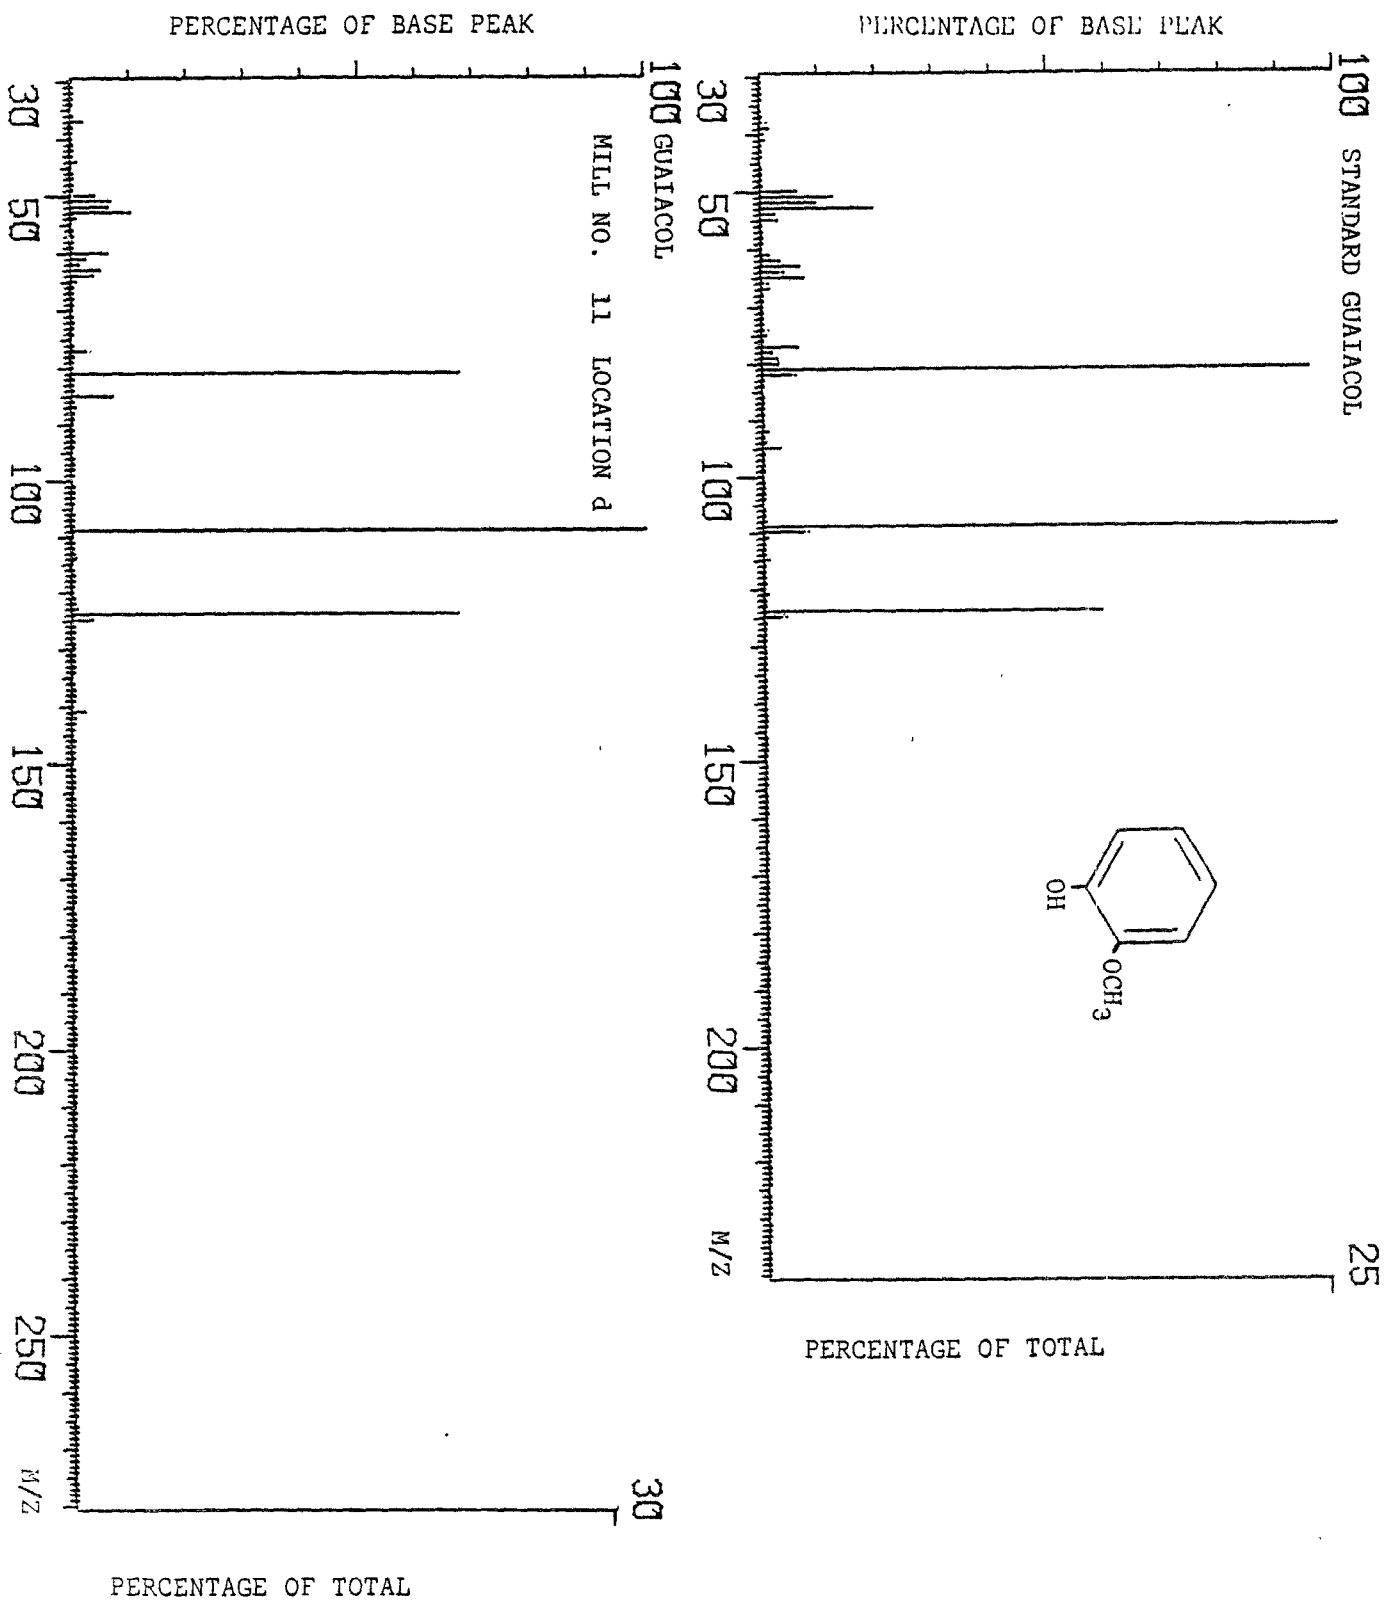 STANDARD GUAIACOL
PERCENTAGE OF BASE PEAK
100
25
OH
OCH3
30
50
100
150
200
M/Z
PERCENTAGE OF TOTAL
GUAIACOL
MILL NO. 11 LOCATION d
PERCENTAGE OF BASE PEAK
100
30
30
50
100
150
200
250
M/Z
PERCENTAGE OF TOTAL